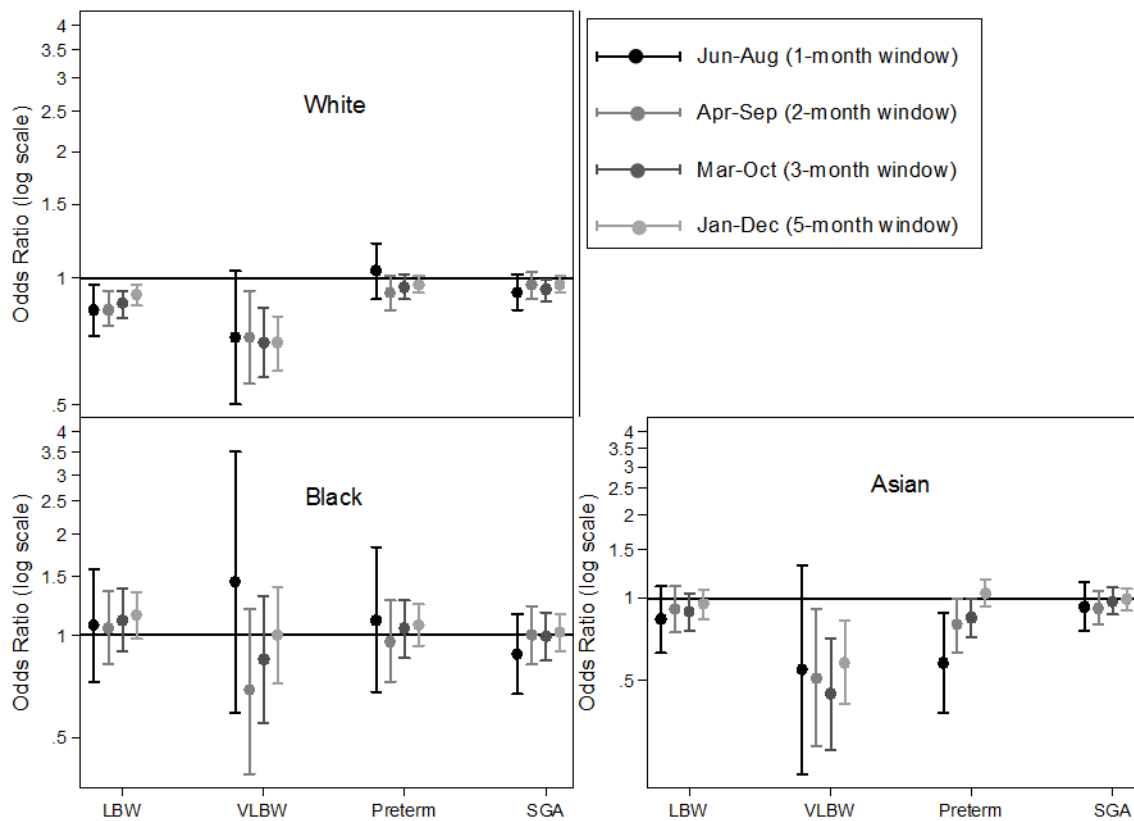 White
Odds Ratio (log scale)
4
3.5
3
2.5
2
1.5
1
.5
Jun-Aug (1-month window)
Apr-Sep (2-month window)
Mar-Oct (3-month window)
Jan-Dec (5-month window)
Black
Odds Ratio (log scale)
4
3.5
3
2.5
2
1.5
1
.5
LBW VLBW Preterm SGA
Asian
Odds Ratio (log scale)
4
3.5
3
2.5
2
1.5
1
.5
LBW VLBW Preterm SGA